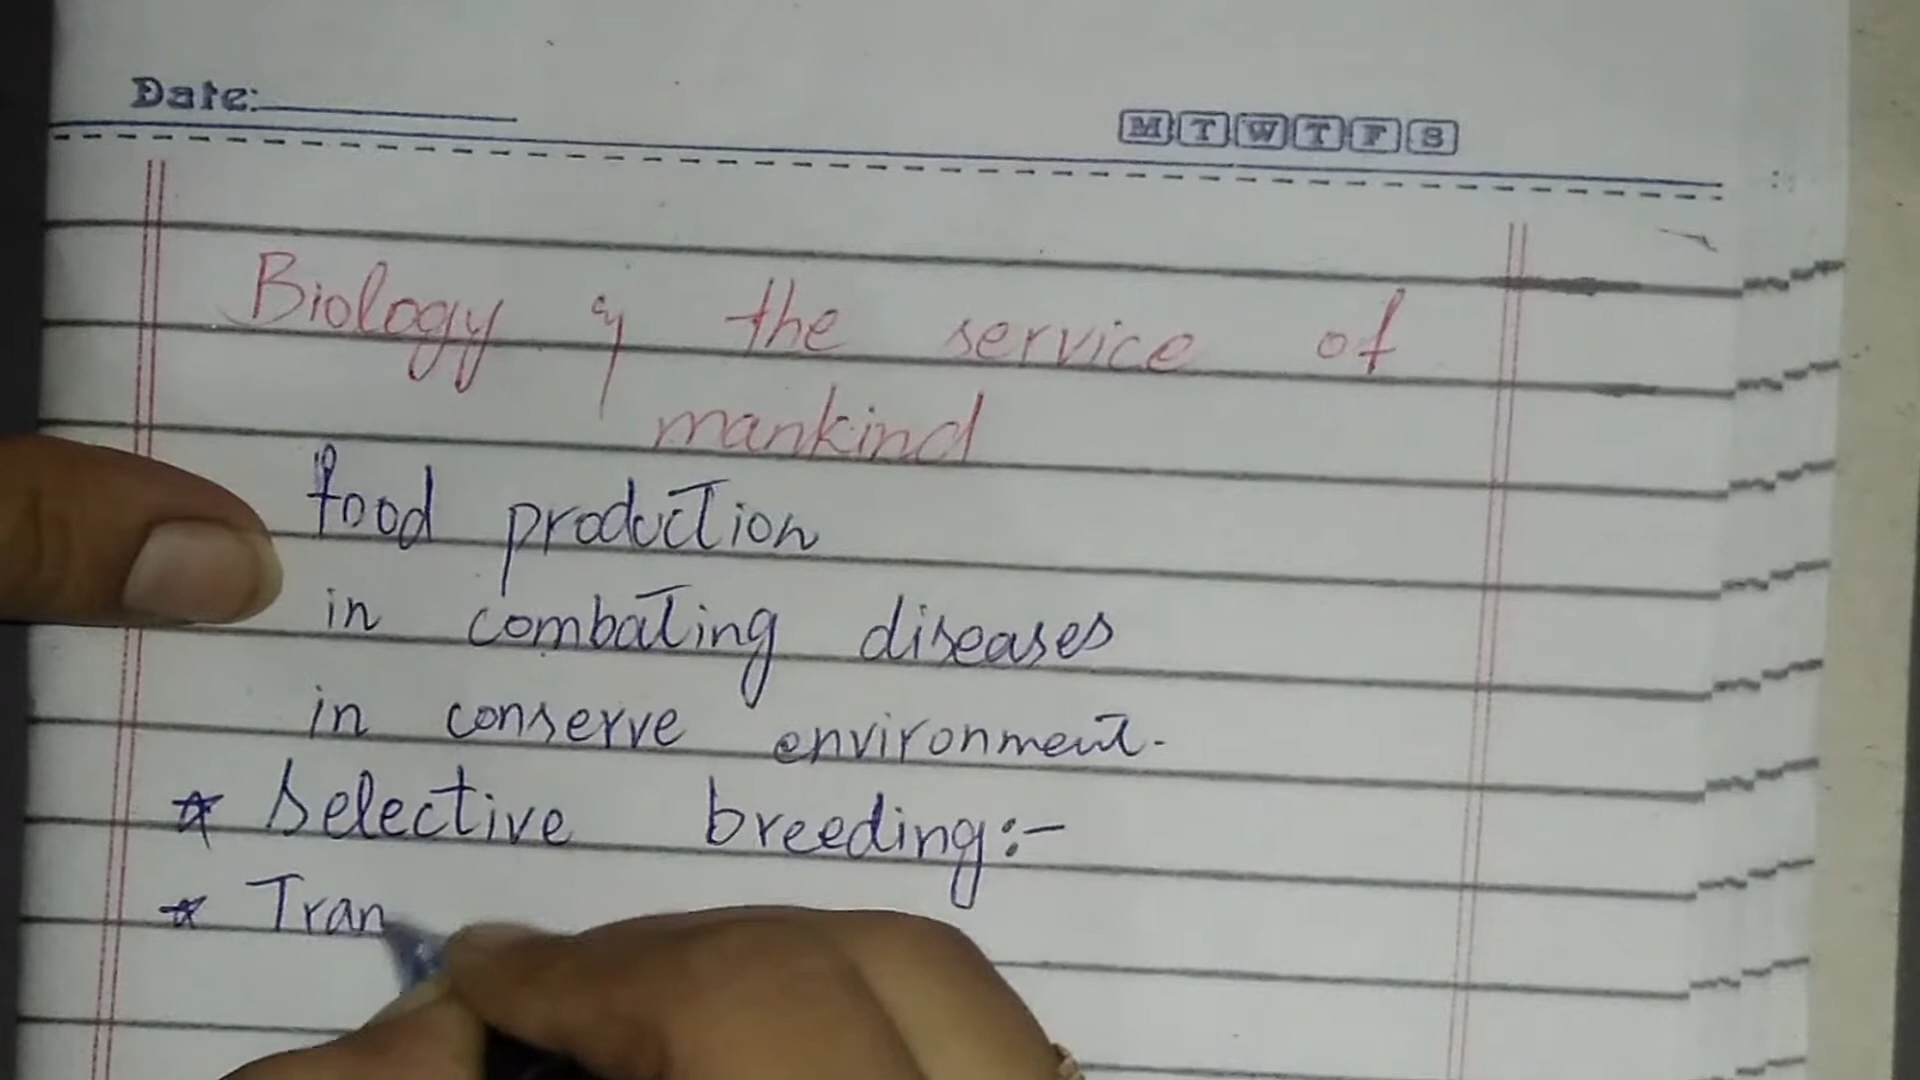 Date:
M T W T F S
Biology & the service of
mankind
food production
in combating diseases
in conserve environment.
* Selective breeding:-
* Tran